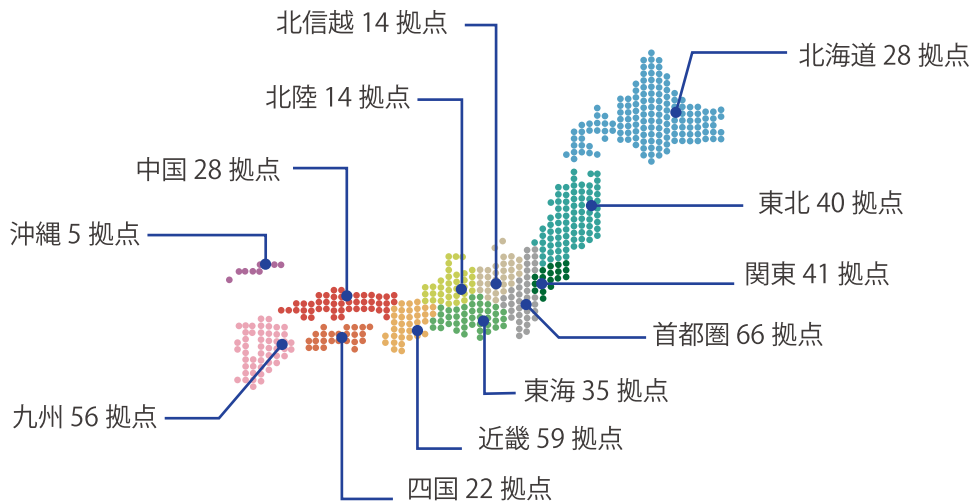 北信越 14 拠点
北海道 28 拠点
北陸 14 拠点
中国 28 拠点
東北 40 拠点
沖縄 5 拠点
関東 41 拠点
首都圏 66 拠点
東海 35 拠点
九州 56 拠点
近畿 59 拠点
四国 22 拠点